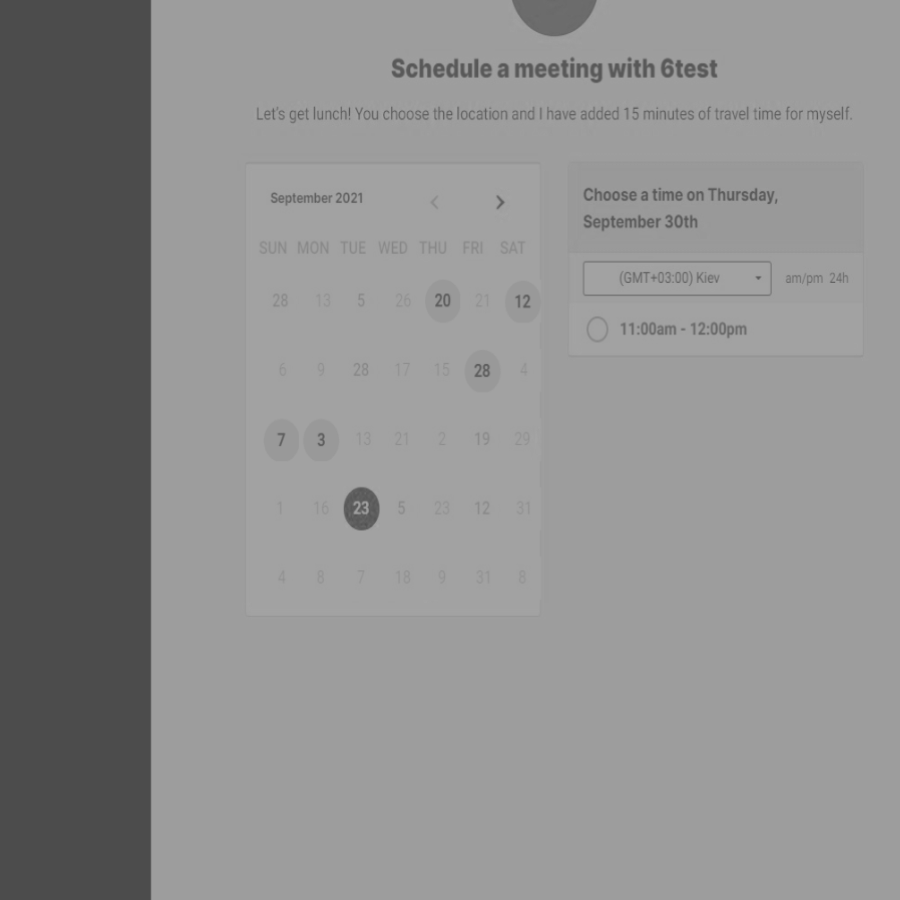 Schedule a meeting with 6test
Let's get lunch! You choose the location and I have added 15 minutes of travel time for myself.
September 2021
SUN MON TUE WED THU FRI SAT
28 13 5 26 20 21 12
6 9 28 17 15 28 4
7 3 13 21 2 19 29
1 16 23 5 23 12 31
4 8 7 18 9 31 8
Choose a time on Thursday,
September 30th
(GMT+03:00) Kiev am/pm 24h
11:00am - 12:00pm